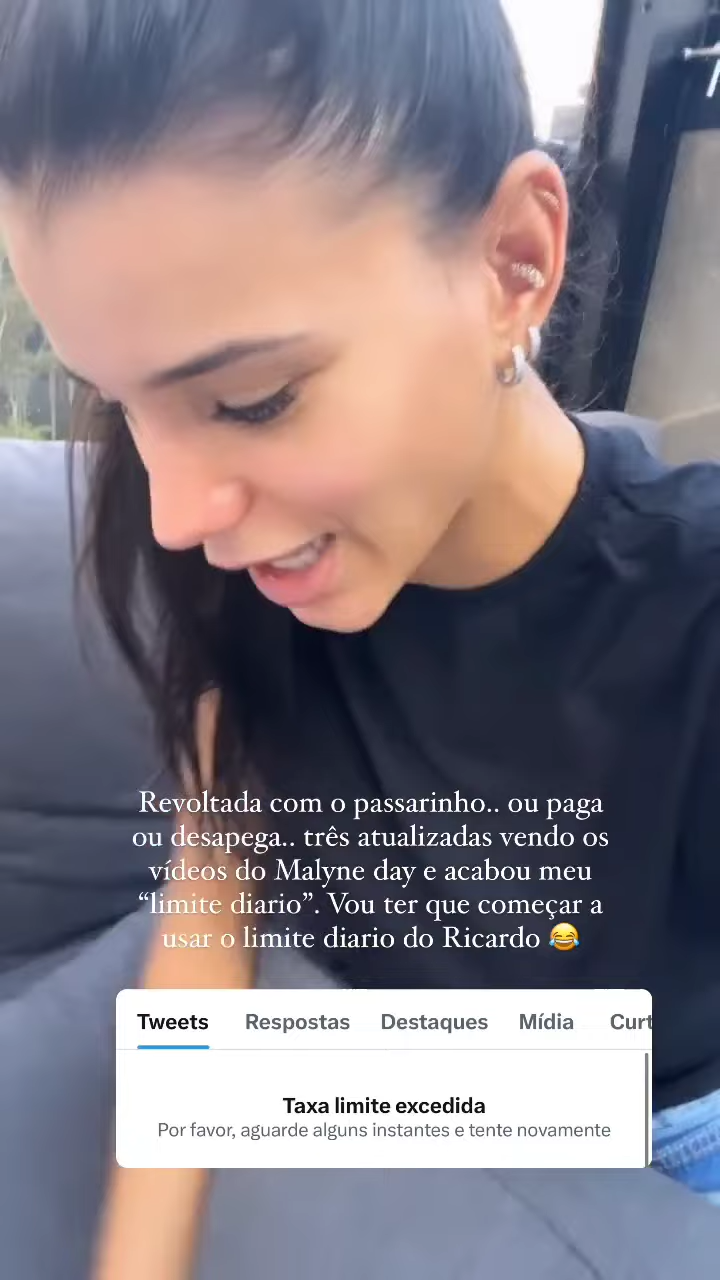 Revoltada com o passarinho.. ou paga
ou desapega.. três atualizadas vendo os
vídeos do Malyne day e acabou meu
“limite diario”. Vou ter que começar a
usar o limite diario do Ricardo 😂
Tweets Respostas Destaques Mídia Curt
Taxa limite excedida
Por favor, aguarde alguns instantes e tente novamente